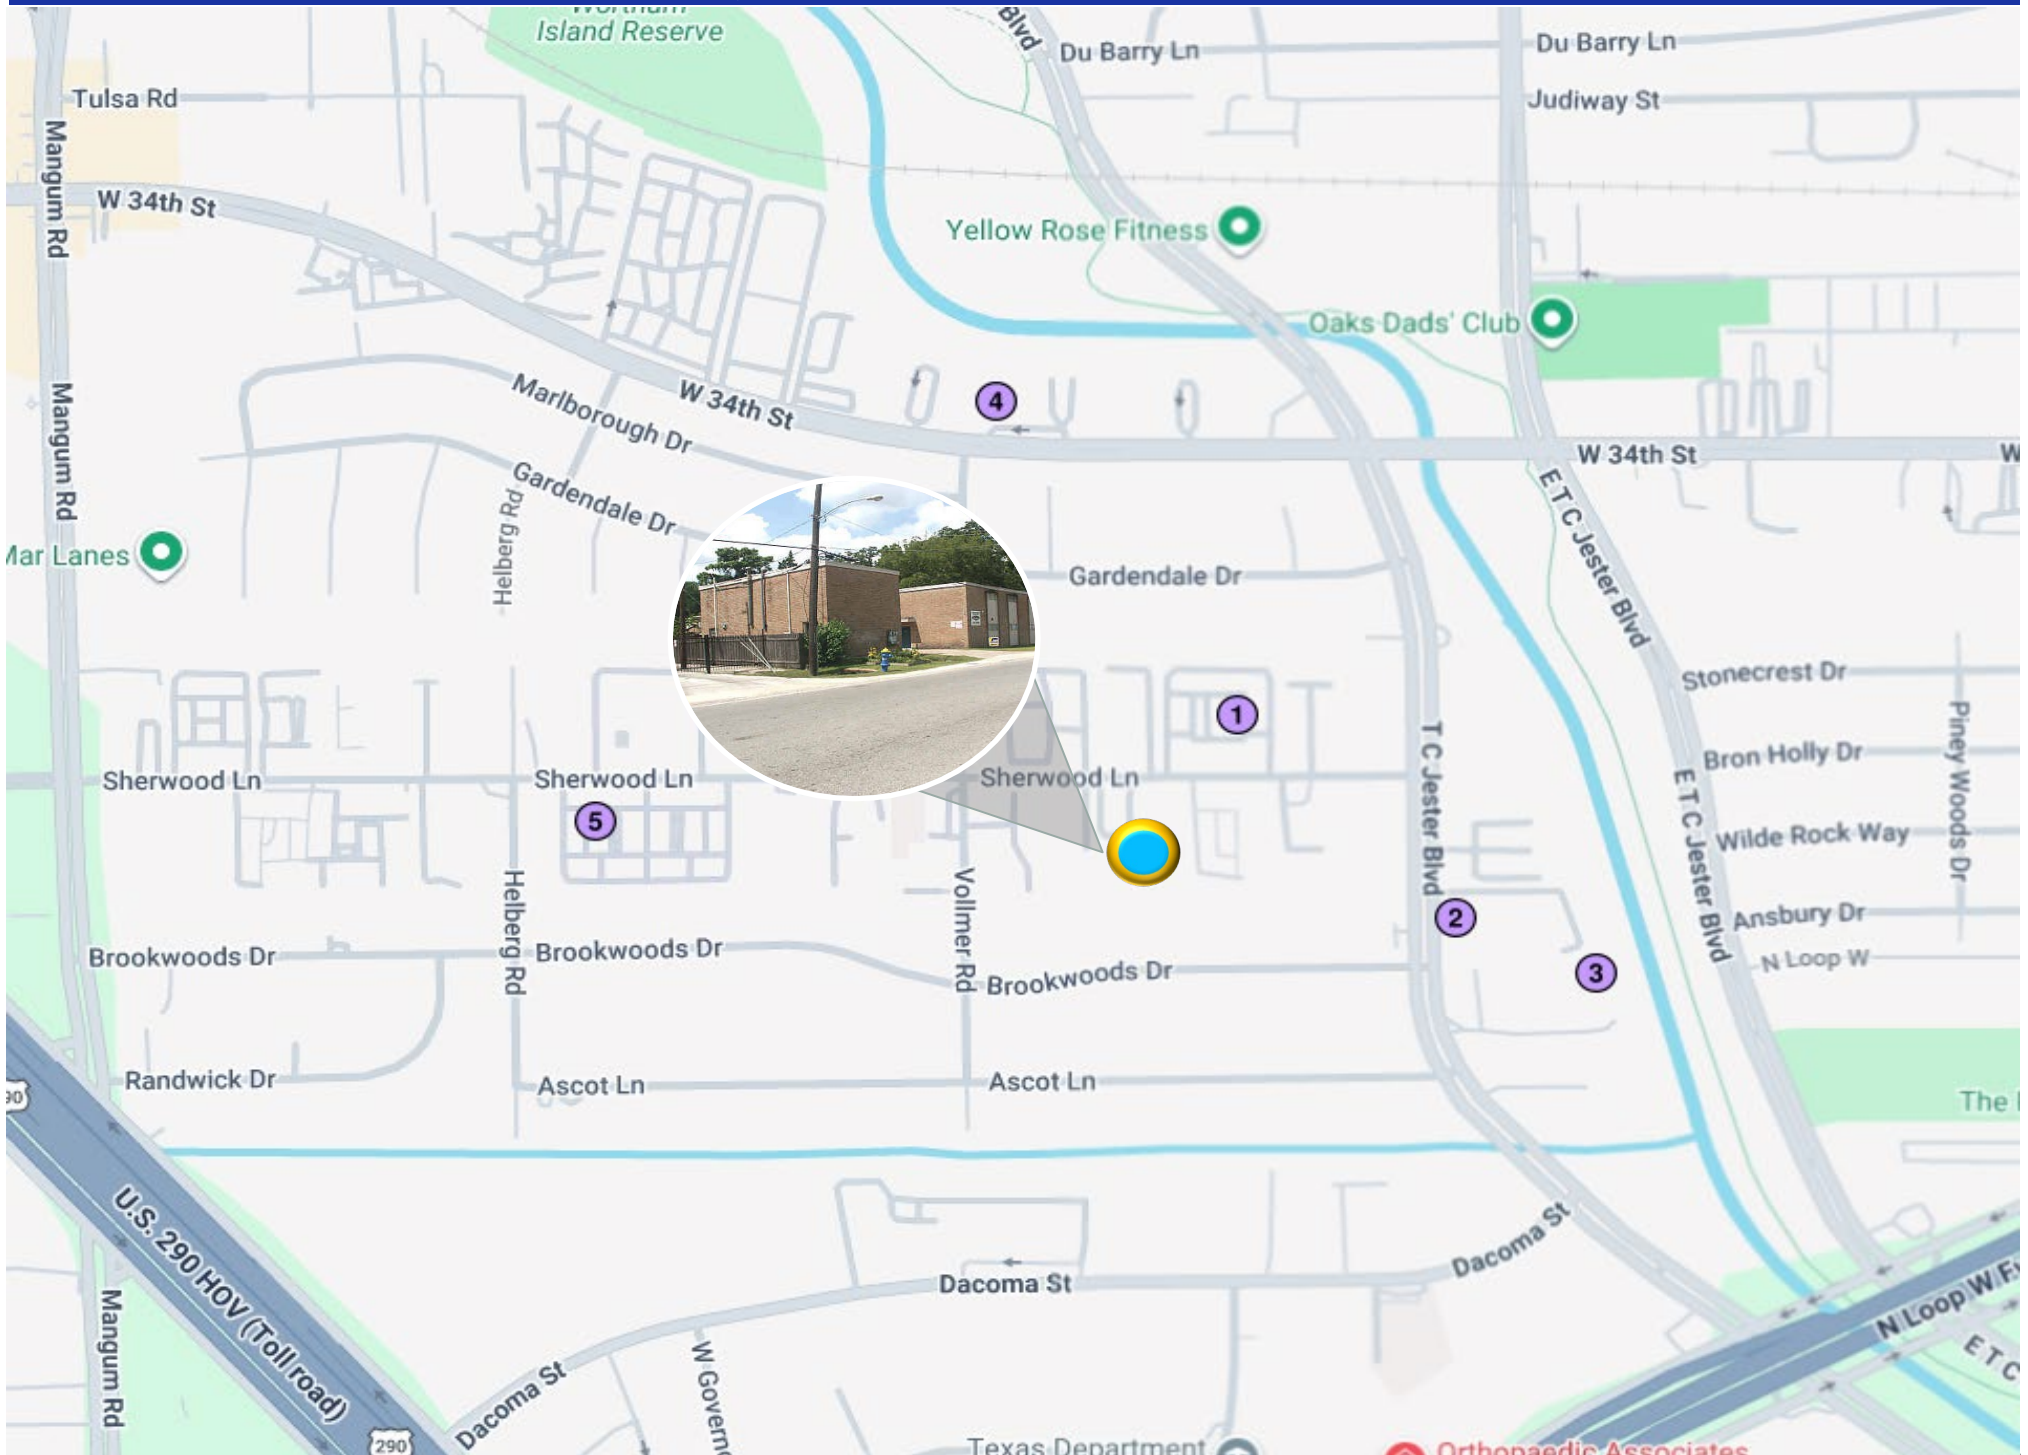 Island Reserve
Blvd
Du Barry Ln
Du Barry Ln
Tulsa Rd
Judiway St
Mangum Rd
W 34th St
Yellow Rose Fitness
Oaks Dads' Club
Marlborough Dr
W 34th St
4
Mangum Rd
W 34th St
W
Gardendale Dr
Helberg Rd
E T C Jester Blvd
Mar Lanes
Gardendale Dr
Stonecrest Dr
1
Piney Woods Dr
T C Jester Blvd
Bron Holly Dr
Sherwood Ln
Sherwood Ln
Sherwood Ln
5
E T C Jester Blvd
Wilde Rock Way
Helberg Rd
Vollmer Rd
2
Ansbury Dr
Brookwoods Dr
Brookwoods Dr
Brookwoods Dr
N Loop W
3
Randwick Dr
Ascot Ln
Ascot Ln
90
The
U.S. 290 HOV (Toll road)
Dacoma St
Dacoma St
Mangum Rd
N Loop W
E T C
Dacoma St
W Govern
290
Texas Department
Orthopaedic Associates